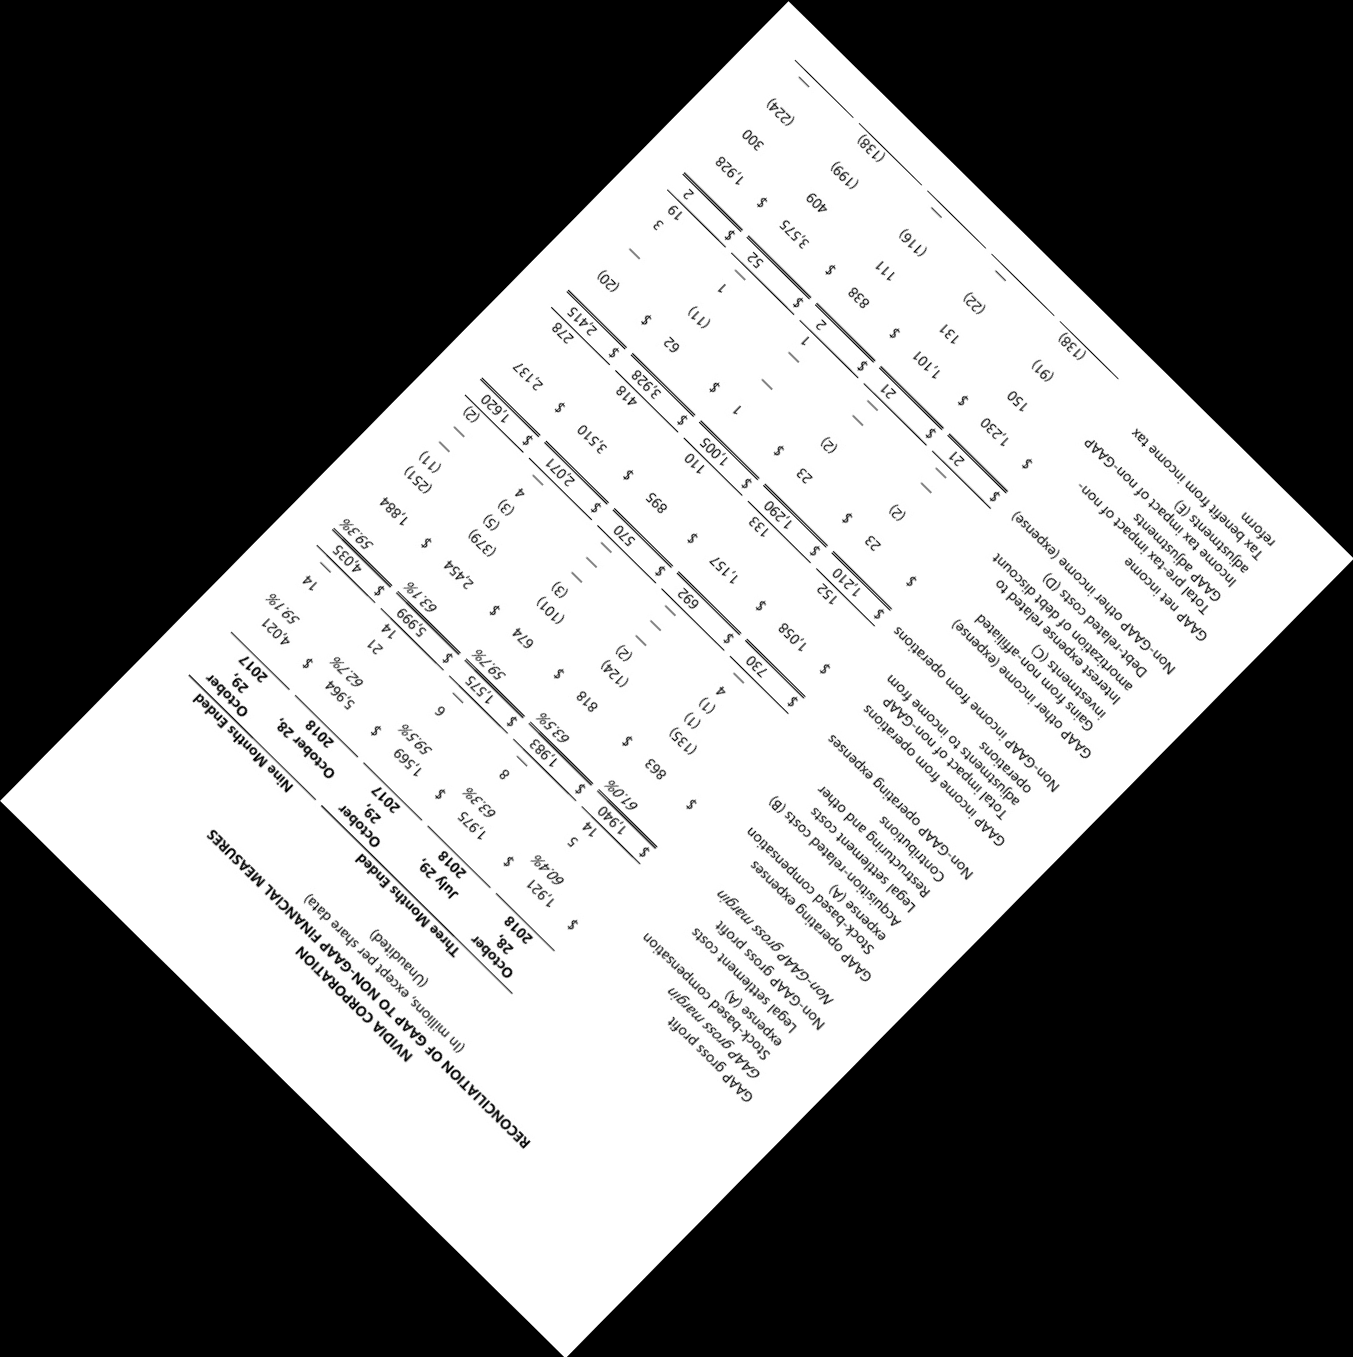 NVIDIA CORPORATION
RECONCILIATION OF GAAP TO NON-GAAP FINANCIAL MEASURES
(In millions, except per share data)
(Unaudited)
Three Months Ended Nine Months Ended
October July 29, October October 28, October
28, 2018 29, 2018 29,
2018 2017 2017
GAAP gross profit $ 1,921 $ 1,975 $ 1,569 $ 5,964 $ 4,021
GAAP gross margin 60.4% 63.3% 59.5% 62.7% 59.1%
Stock-based compensation
expense (A) 5 8 6 21 14
Legal settlement costs 14 — — 14 —
Non-GAAP gross profit $ 1,940 $ 1,983 $ 1,575 $ 5,999 $ 4,035
Non-GAAP gross margin 61.0% 63.5% 59.7% 63.1% 59.3%
GAAP operating expenses $ 863 $ 818 $ 674 $ 2,454 $ 1,884
Stock-based compensation
expense (A) (135) (124) (101) (379) (251)
Acquisition-related costs (B) (1) (2) (3) (5) (11)
Legal settlement costs (1) — — (3) —
Restructuring and other 4 — — 4 —
Contributions — — — — (2)
Non-GAAP operating expenses $ 730 $ 692 $ 570 $ 2,071 $ 1,620
GAAP income from operations $ 1,058 $ 1,157 $ 895 $ 3,510 $ 2,137
Total impact of non-GAAP
adjustments to income from
operations 152 133 110 418 278
Non-GAAP income from operations $ 1,210 $ 1,290 $ 1,005 $ 3,928 $ 2,415
GAAP other income (expense) $ 23 $ 23 $ 1 $ 62 $ (20)
Gains from non-affiliated
investments (C) (2) (2) — (11) —
Interest expense related to
amortization of debt discount — — — 1 3
Debt-related costs (D) — — 1 — 19
Non-GAAP other income (expense) $ 21 $ 21 $ 2 $ 52 $ 2
GAAP net income $ 1,230 $ 1,101 $ 838 $ 3,575 $ 1,928
Total pre-tax impact of non-
GAAP adjustments 150 131 111 409 300
Income tax impact of non-GAAP
adjustments (E) (91) (22) (116) (199) (224)
Tax benefit from income tax
reform (138) — — (138) —